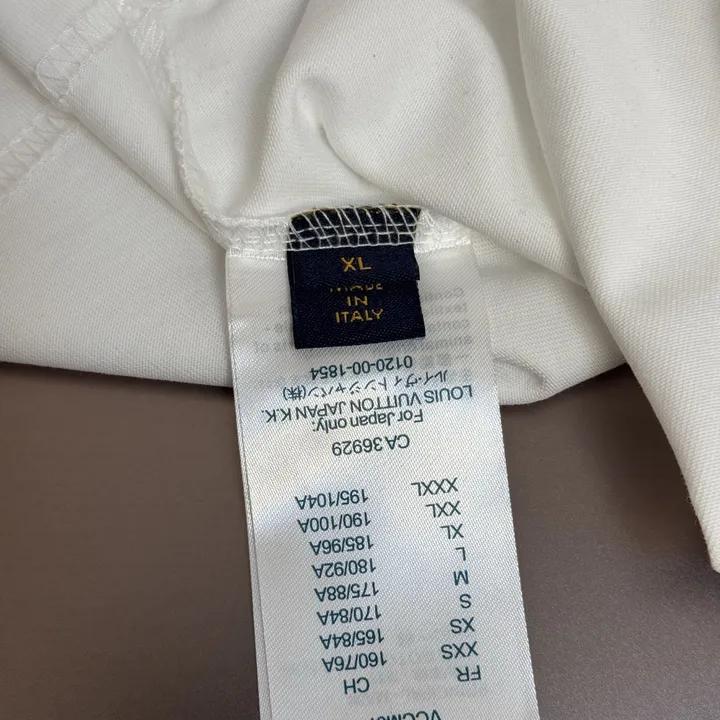 XL
IN
ITALY
FR CH
XXS 160/76A
XS 165/84A
S 170/84A
M 175/88A
L 180/92A
XL 185/96A
XXL 190/100A
XXXL 195/104A
CA 36929
For Japan only:
LOUIS VUITTON JAPAN K.K.
ルイ・ヴィトンジャパン(株)
0120-00-1854